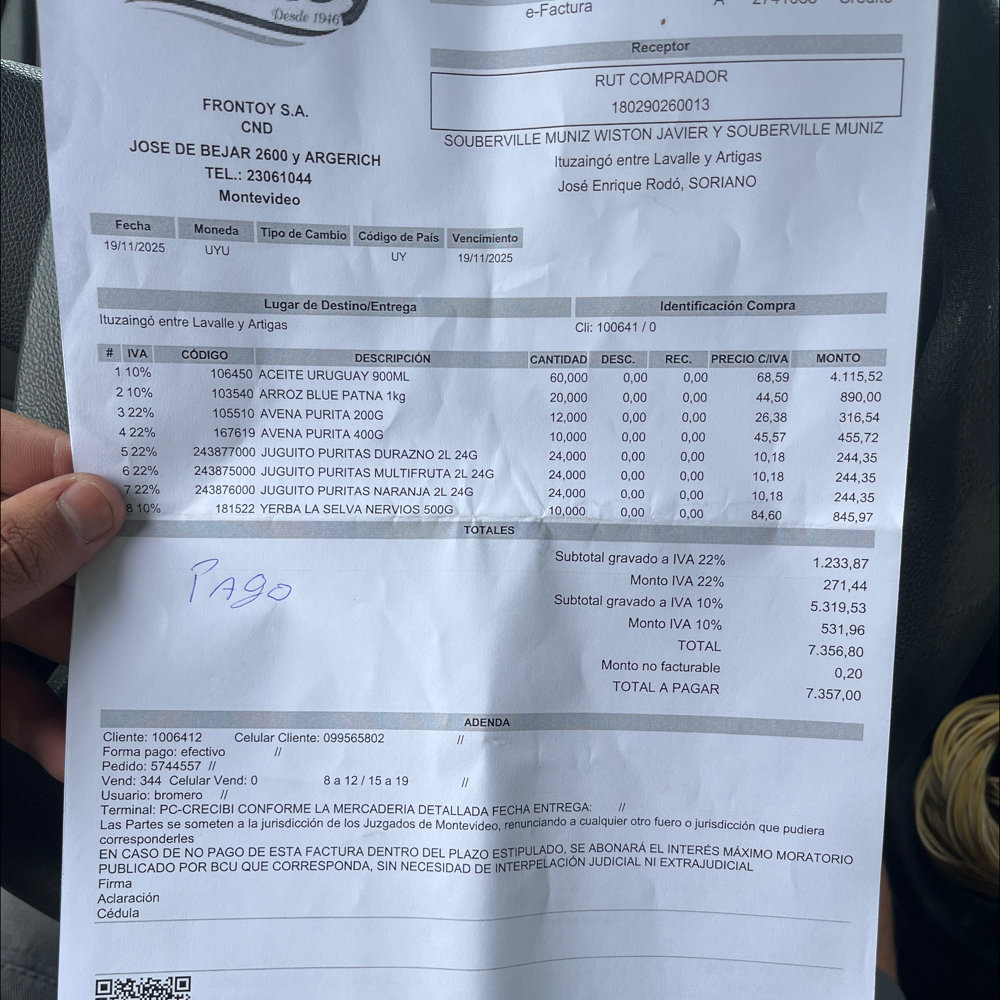 Desde 1946
e-Factura
Receptor
RUT COMPRADOR
180290260013
SOUBERVILLE MUNIZ WISTON JAVIER Y SOUBERVILLE MUNIZ
Ituzaingó entre Lavalle y Artigas
José Enrique Rodó, SORIANO
FRONTOY S.A.
CND
JOSE DE BEJAR 2600 y ARGERICH
TEL.: 23061044
Montevideo
Fecha Moneda Tipo de Cambio Código de País Vencimiento
19/11/2025 UYU UY 19/11/2025
Lugar de Destino/Entrega Identificación Compra
Ituzaingó entre Lavalle y Artigas Cli: 100641 / 0
# IVA CÓDIGO DESCRIPCIÓN CANTIDAD DESC. REC. PRECIO C/IVA MONTO
1 10% 106450 ACEITE URUGUAY 900ML 60,000 0,00 0,00 68,59 4.115,52
2 10% 103540 ARROZ BLUE PATNA 1kg 20,000 0,00 0,00 44,50 890,00
3 22% 105510 AVENA PURITA 200G 12,000 0,00 0,00 26,38 316,54
4 22% 167619 AVENA PURITA 400G 10,000 0,00 0,00 45,57 455,72
5 22% 243877000 JUGUITO PURITAS DURAZNO 2L 24G 24,000 0,00 0,00 10,18 244,35
6 22% 243875000 JUGUITO PURITAS MULTIFRUTA 2L 24G 24,000 0,00 0,00 10,18 244,35
7 22% 243876000 JUGUITO PURITAS NARANJA 2L 24G 24,000 0,00 0,00 10,18 244,35
8 10% 181522 YERBA LA SELVA NERVIOS 500G 10,000 0,00 0,00 84,60 845,97
TOTALES
Subtotal gravado a IVA 22% 1.233,87
Monto IVA 22% 271,44
Subtotal gravado a IVA 10% 5.319,53
Monto IVA 10% 531,96
TOTAL 7.356,80
Monto no facturable 0,20
TOTAL A PAGAR 7.357,00
PAgo
ADENDA
Cliente: 1006412 Celular Cliente: 099565802 //
Forma pago: efectivo //
Pedido: 5744557 //
Vend: 344 Celular Vend: 0 8 a 12 / 15 a 19 //
Usuario: bromero //
Terminal: PC-CRECIBI CONFORME LA MERCADERIA DETALLADA FECHA ENTREGA: //
Las Partes se someten a la jurisdicción de los Juzgados de Montevideo, renunciando a cualquier otro fuero o jurisdicción que pudiera
corresponderles
EN CASO DE NO PAGO DE ESTA FACTURA DENTRO DEL PLAZO ESTIPULADO, SE ABONARÁ EL INTERÉS MÁXIMO MORATORIO
PUBLICADO POR BCU QUE CORRESPONDA, SIN NECESIDAD DE INTERPELACIÓN JUDICIAL NI EXTRAJUDICIAL
Firma
Aclaración
Cédula